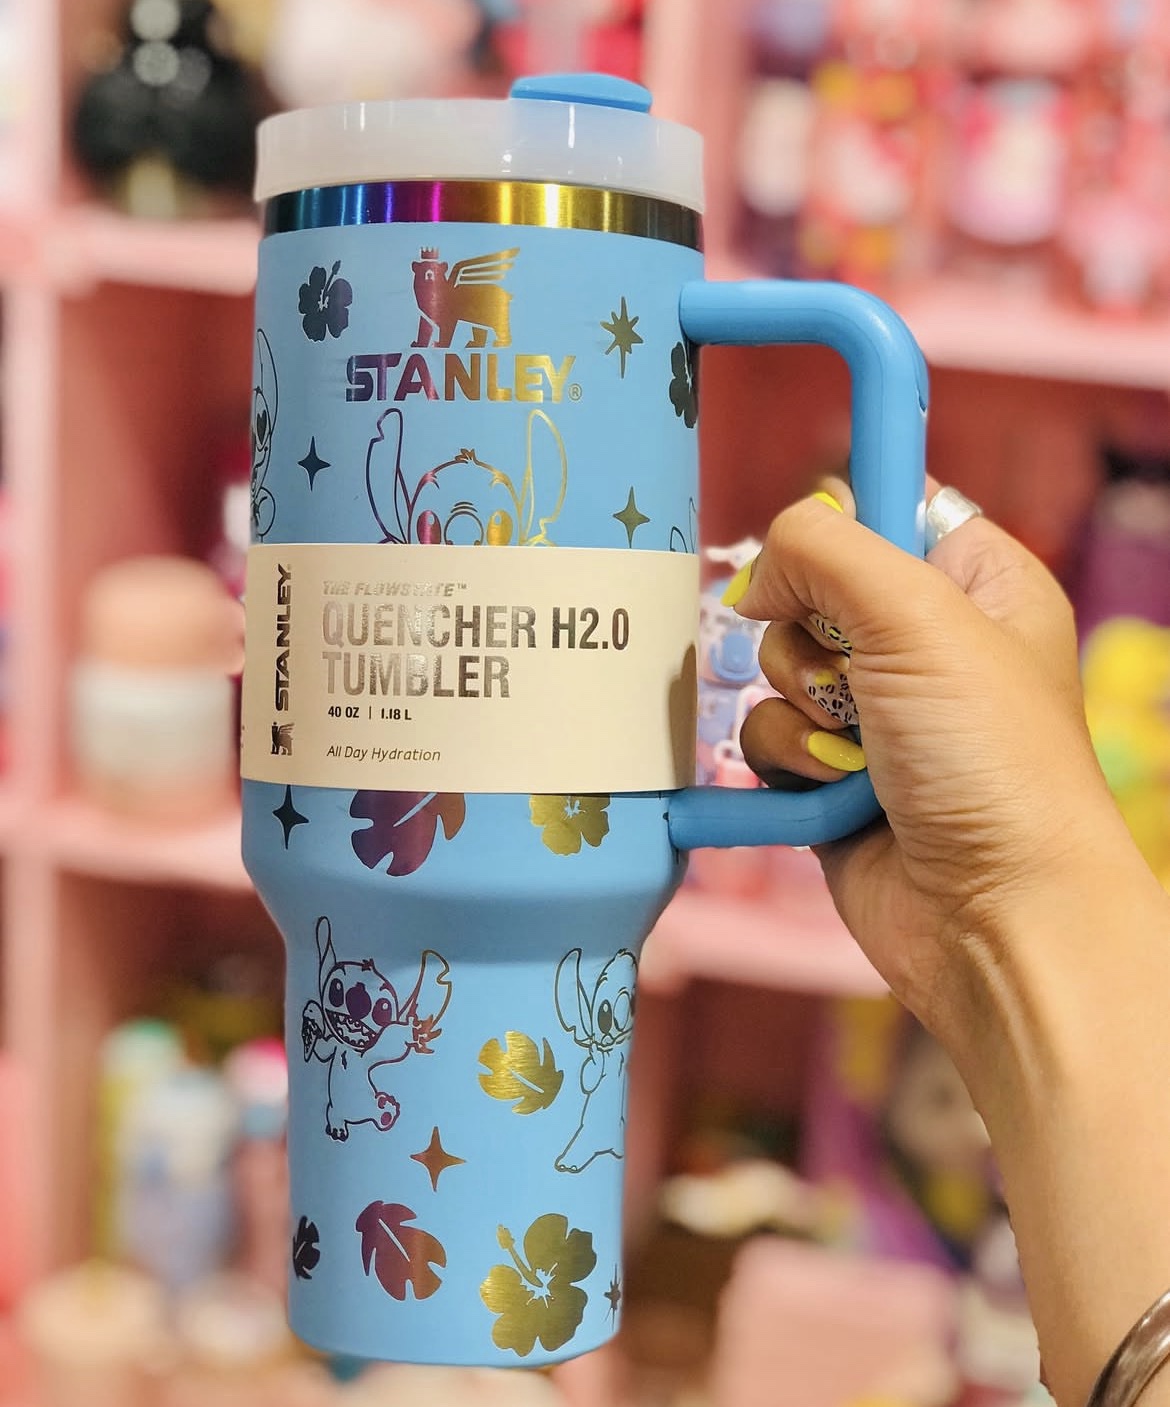 STANLEY®
STANLEY
THE FLOWSTATE™
QUENCHER H2.0
TUMBLER
40 OZ | 1.18 L
All Day Hydration